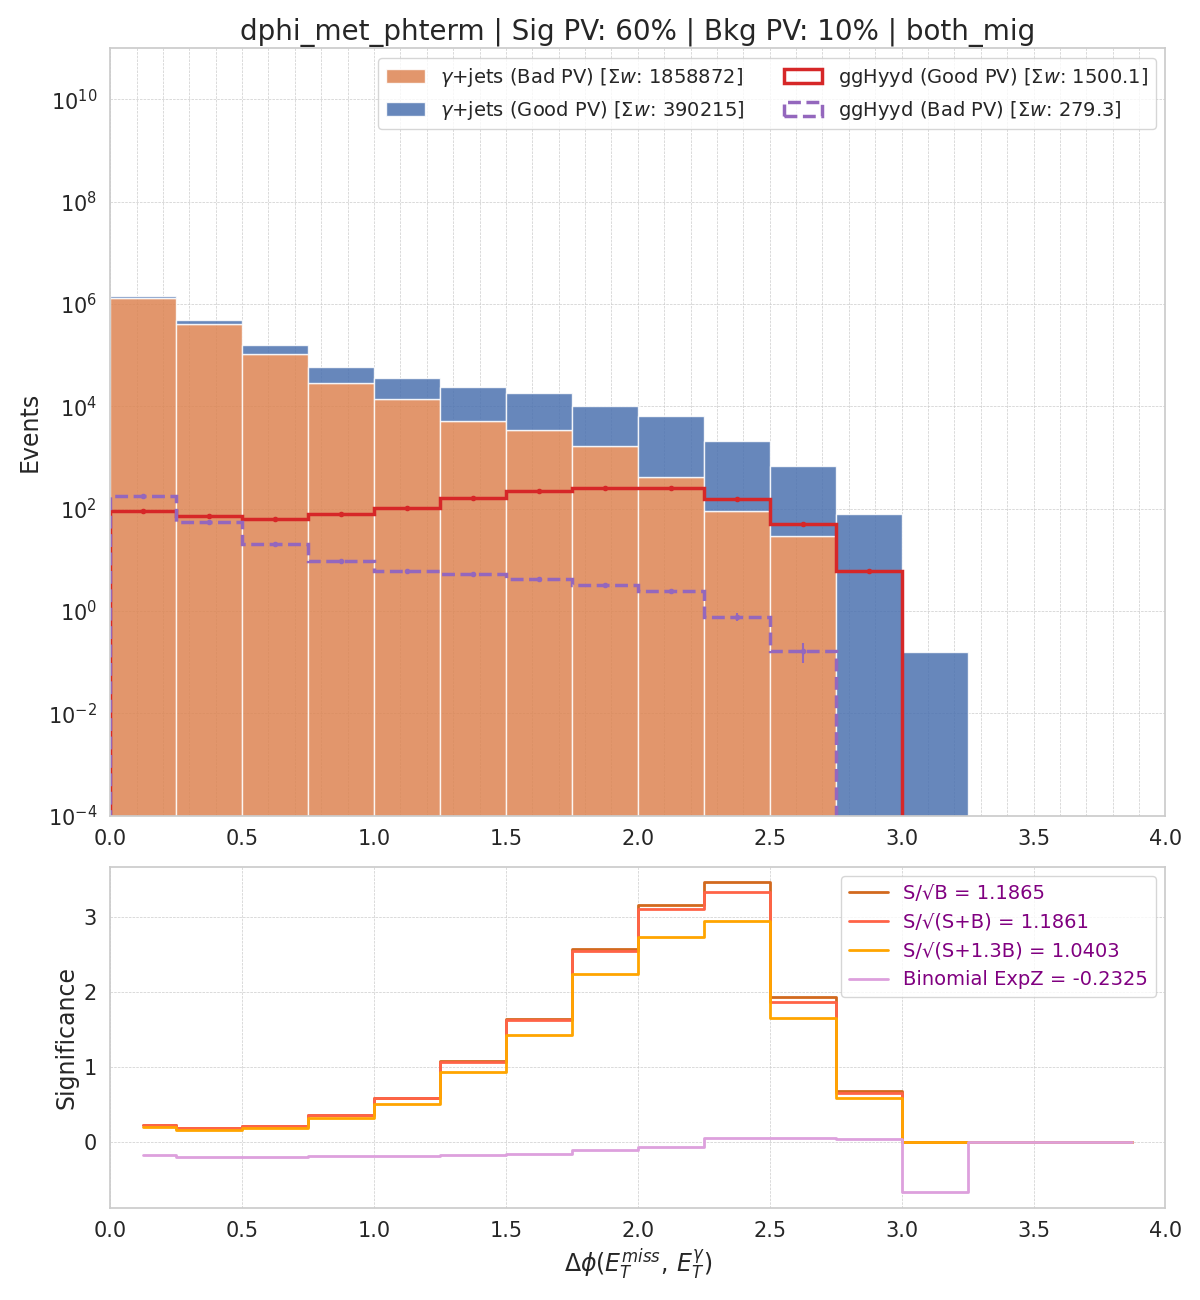 dphi_met_phterm | Sig PV: 60% | Bkg PV: 10% | both_mig
γ+jets (Bad PV) [Σw: 1858872]
γ+jets (Good PV) [Σw: 390215]
ggHyyd (Good PV) [Σw: 1500.1]
ggHyyd (Bad PV) [Σw: 279.3]
Events
10^10
10^8
10^6
10^4
10^2
10^0
10^-2
10^-4
0.0 0.5 1.0 1.5 2.0 2.5 3.0 3.5 4.0
S/√B = 1.1865
S/√(S+B) = 1.1861
S/√(S+1.3B) = 1.0403
Binomial ExpZ = -0.2325
Significance
3
2
1
0
0.0 0.5 1.0 1.5 2.0 2.5 3.0 3.5 4.0
Δϕ(E_T^miss, E_T^γ)